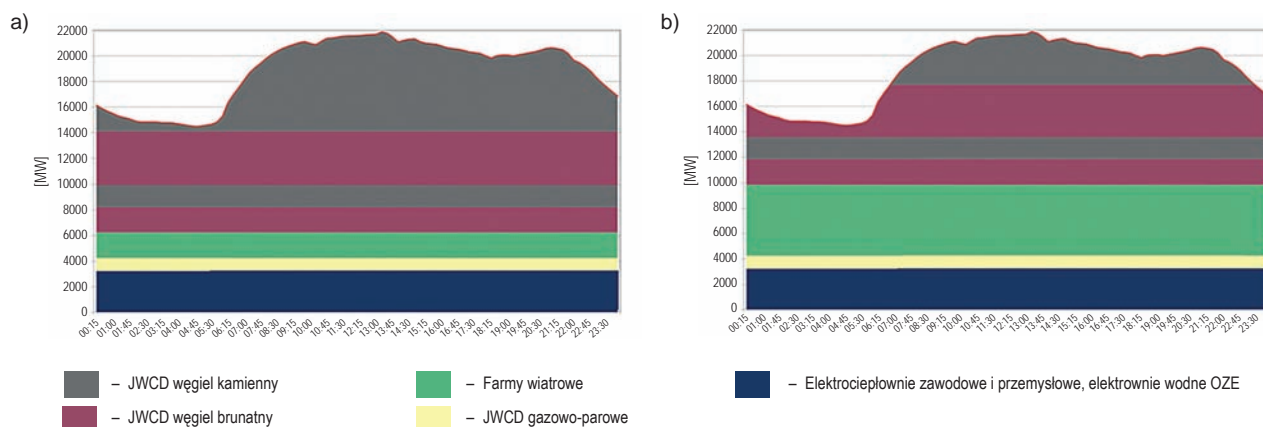 a)
22000
20000
18000
16000
14000
12000
10000
8000
6000
4000
2000
0
[MW]
00:15 01:00 01:45 02:30 03:15 04:00 04:45 05:30 06:15 07:00 07:45 08:30 09:15 10:00 10:45 11:30 12:15 13:00 13:45 14:30 15:15 16:00 16:45 17:30 18:15 19:00 19:45 20:30 21:15 22:00 22:45 23:30
b)
22000
20000
18000
16000
14000
12000
10000
8000
6000
4000
2000
0
[MW]
00:15 01:00 01:45 02:30 03:15 04:00 04:45 05:30 06:15 07:00 07:45 08:30 09:15 10:00 10:45 11:30 12:15 13:00 13:45 14:30 15:15 16:00 16:45 17:30 18:15 19:00 19:45 20:30 21:15 22:00 22:45 23:30
– JWCD węgiel kamienny
– JWCD węgiel brunatny
– Farmy wiatrowe
– JWCD gazowo-parowe
– Elektrociepłownie zawodowe i przemysłowe, elektrownie wodne OZE